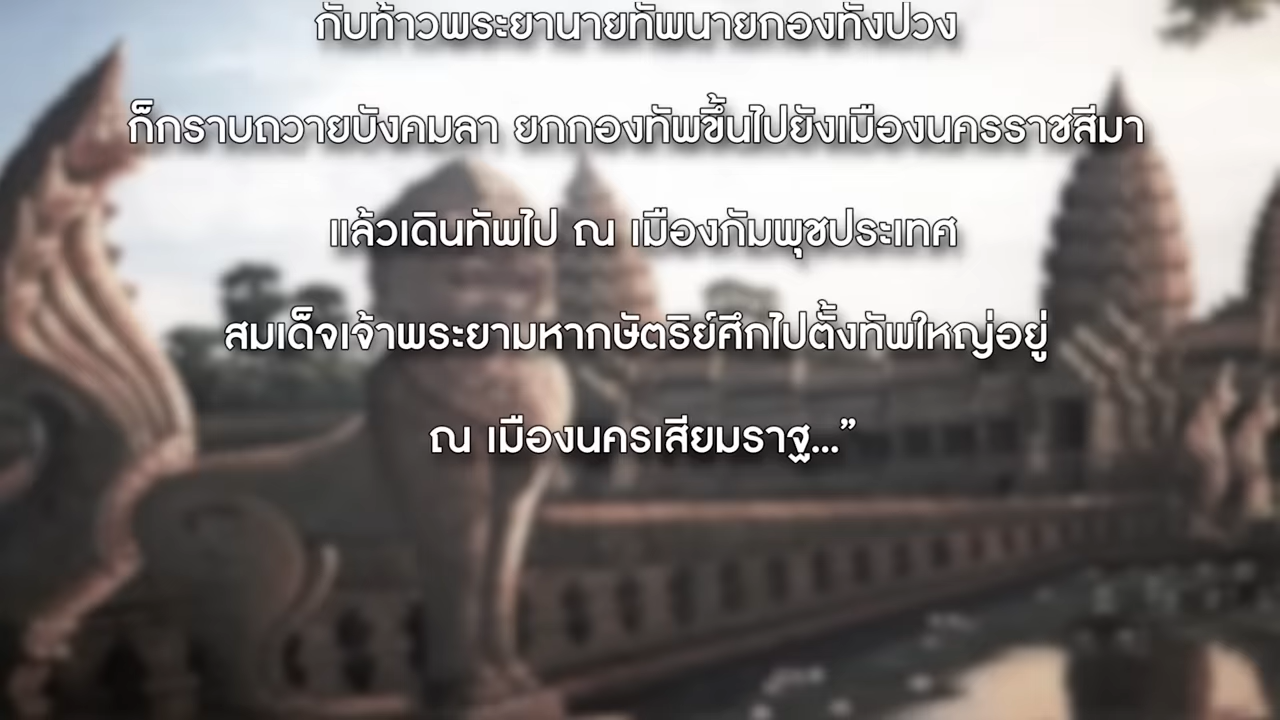 กับท้าวพระยานายทัพนายกองทั้งปวง
ก็กราบถวายบังคมลา ยกกองทัพขึ้นไปยังเมืองนครราชสีมา
แล้วเดินทัพไป ณ เมืองกัมพุชประเทศ
สมเด็จเจ้าพระยามหากษัตริย์ศึกไปตั้งทัพใหญ่อยู่
ณ เมืองนครเสียมราฐ...”